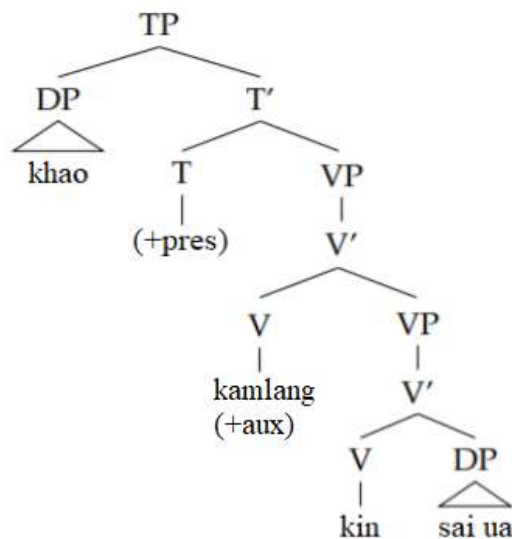 TP
DP T′
khao T VP
(+pres) V′
V VP
kamlang V′
(+aux)
V DP
kin sai ua